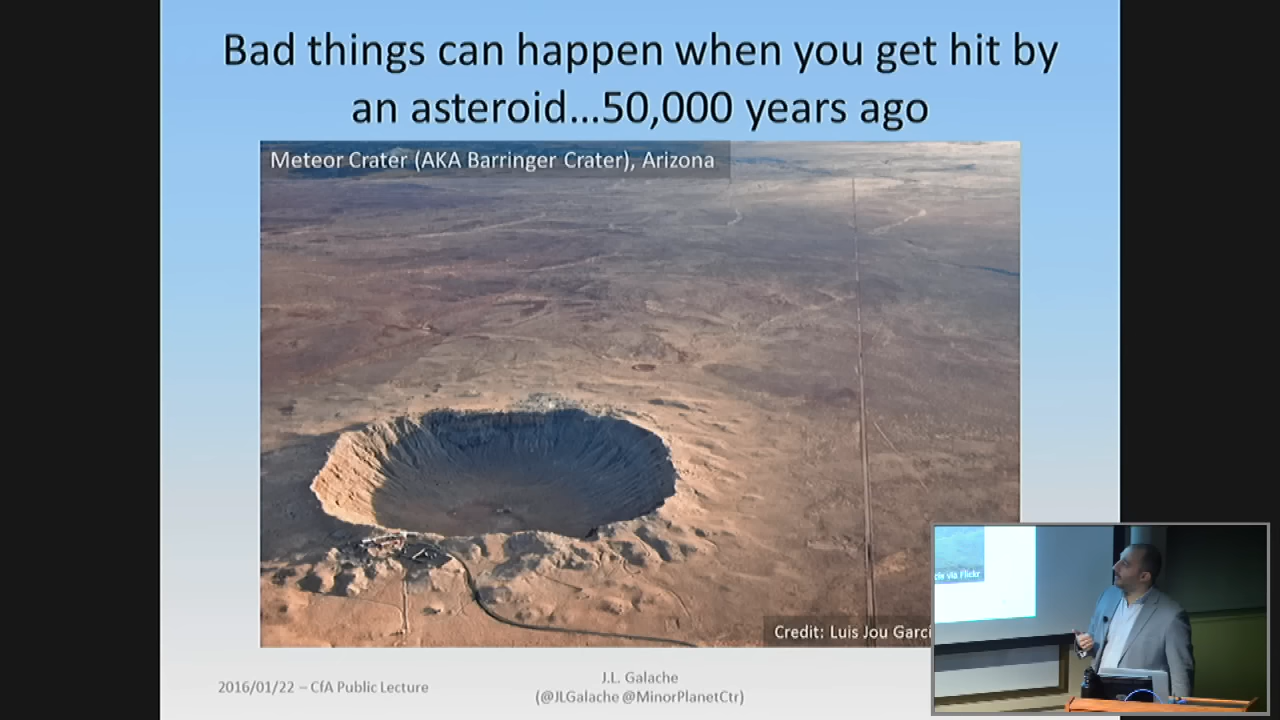 Bad things can happen when you get hit by
an asteroid...50,000 years ago
Meteor Crater (AKA Barringer Crater), Arizona
Credit: Luis Jou Garci
via Flickr
2016/01/22 – CfA Public Lecture
J.L. Galache
(@JLGalache @MinorPlanetCtr)